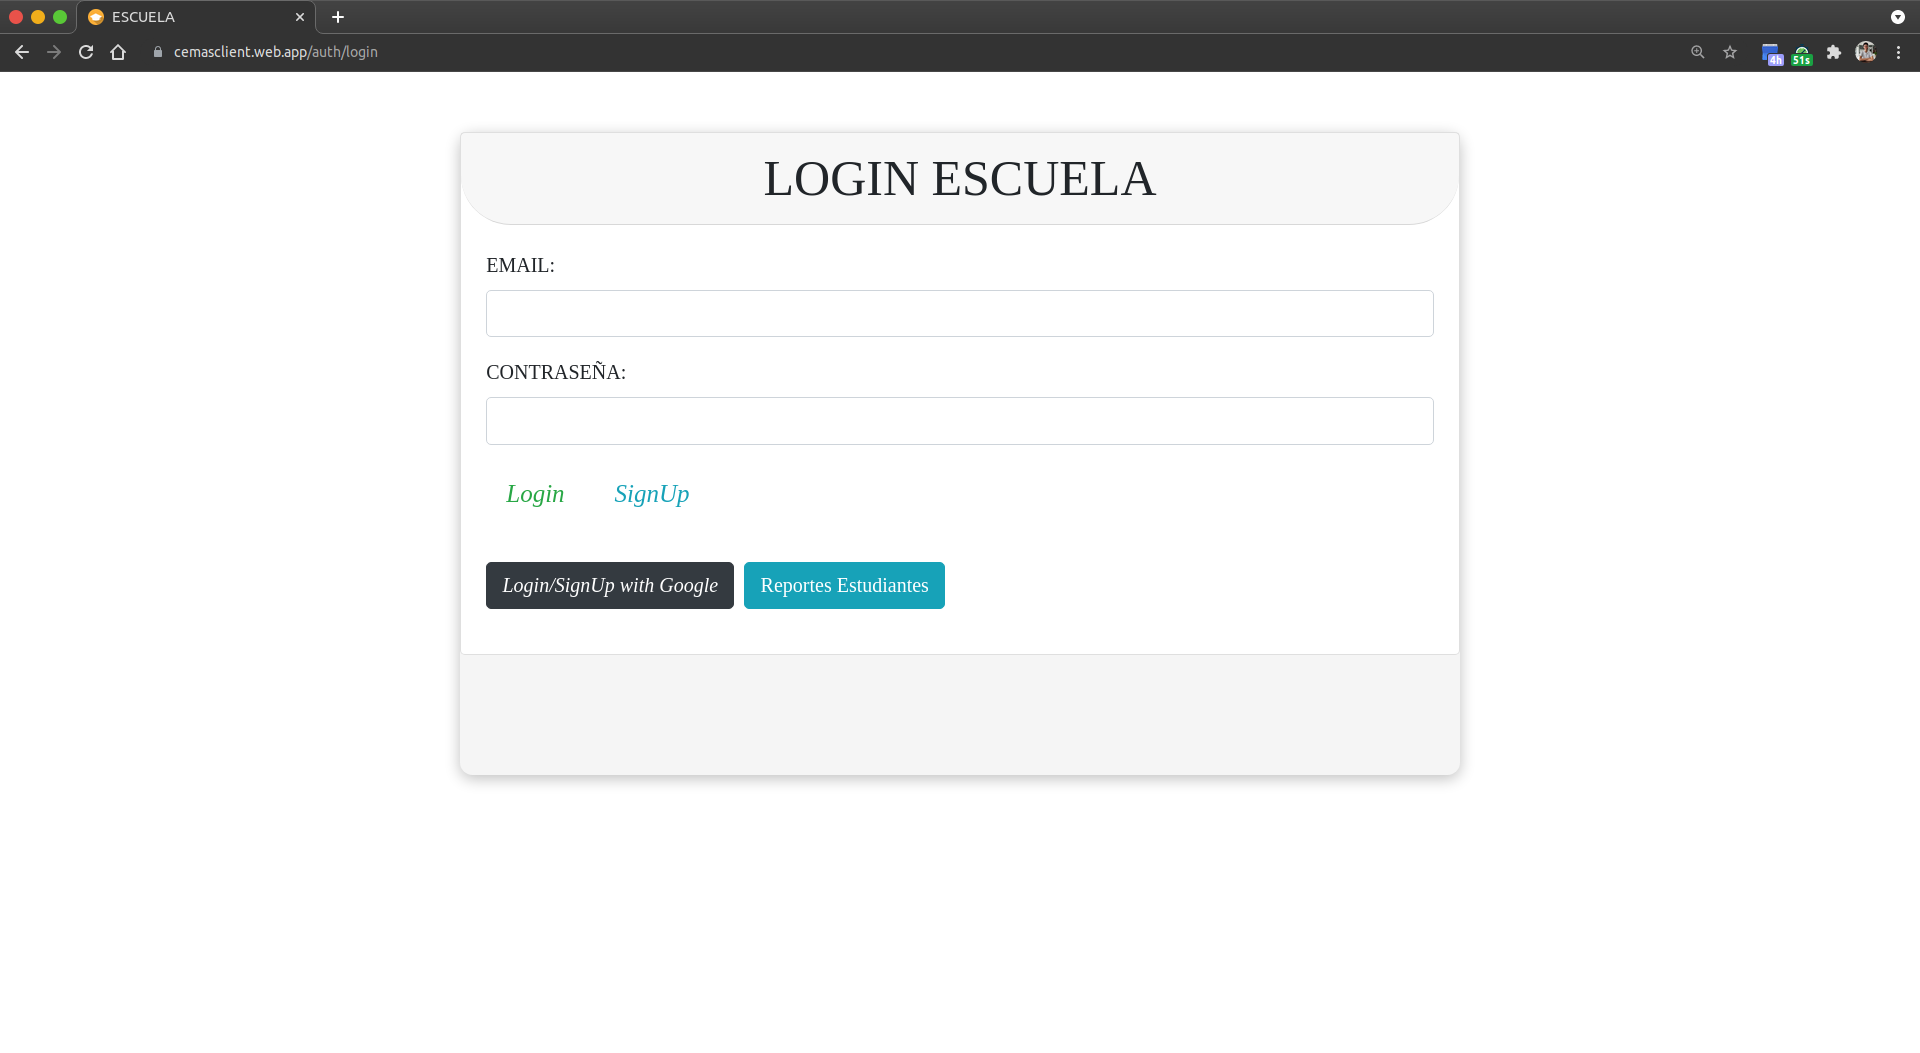 ESCUELA
cemasclient.web.app/auth/login
4h
51s
LOGIN ESCUELA
EMAIL:
CONTRASEÑA:
Login SignUp
Login/SignUp with Google Reportes Estudiantes